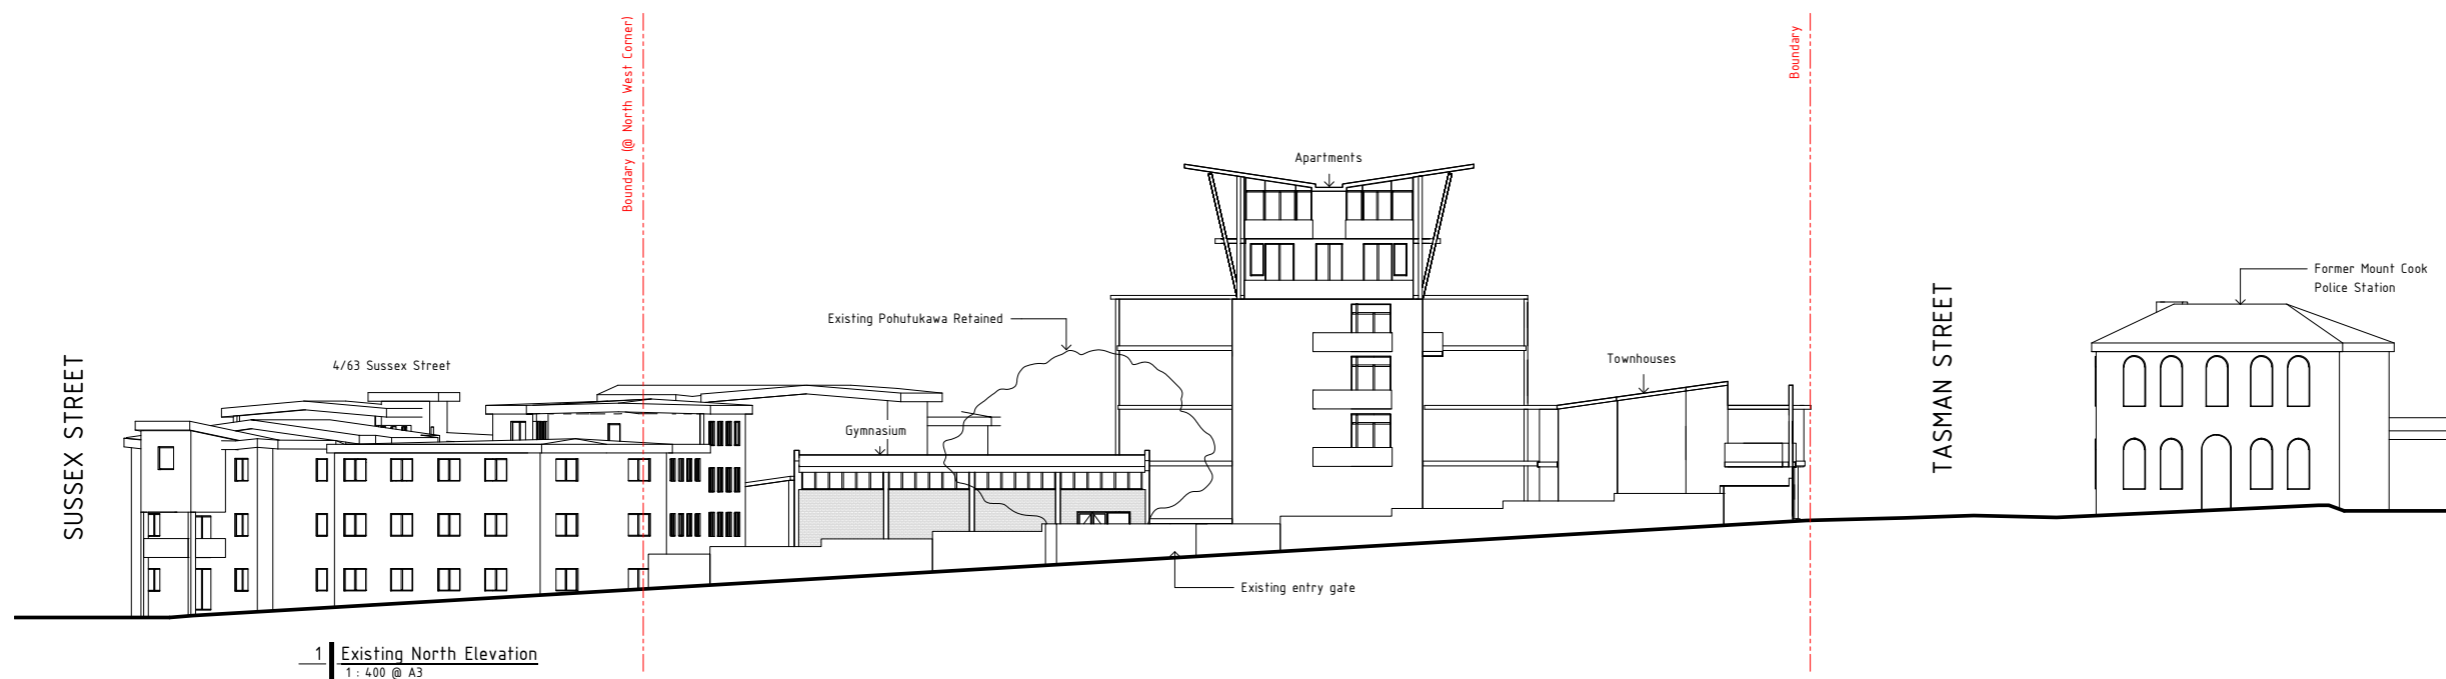 Boundary (@ North West Corner)
Boundary
Apartments
Former Mount Cook
Police Station
Existing Pohutukawa Retained
TASMAN STREET
SUSSEX STREET
4/63 Sussex Street
Townhouses
Gymnasium
Existing entry gate
1 Existing North Elevation
1 : 400 @ A3